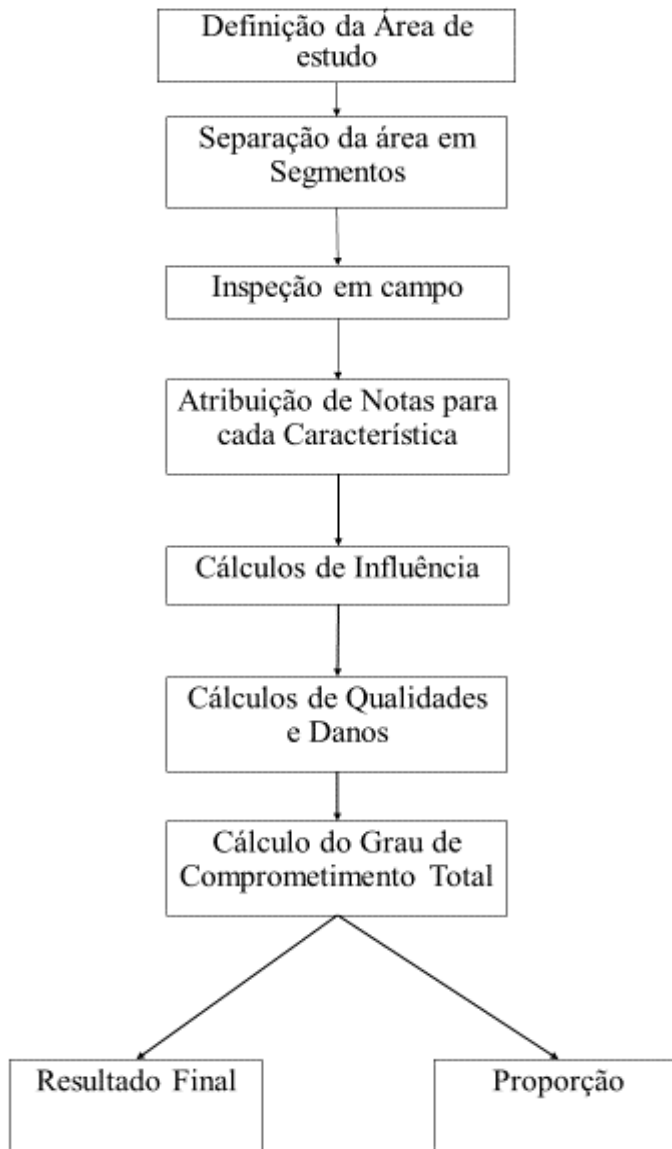 Definição da Área de
estudo
Separação da área em
Segmentos
Inspeção em campo
Atribuição de Notas para
cada Característica
Cálculos de Influência
Cálculos de Qualidades
e Danos
Cálculo do Grau de
Comprometimento Total
Resultado Final
Proporção